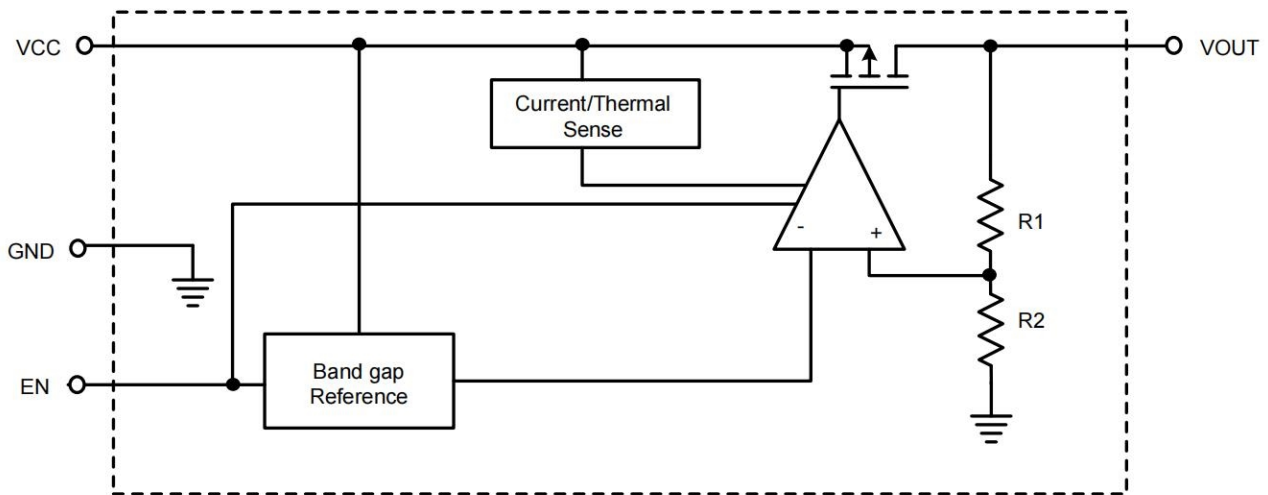 VCC
VOUT
Current/Thermal
Sense
GND
- +
R1
R2
EN
Band gap
Reference